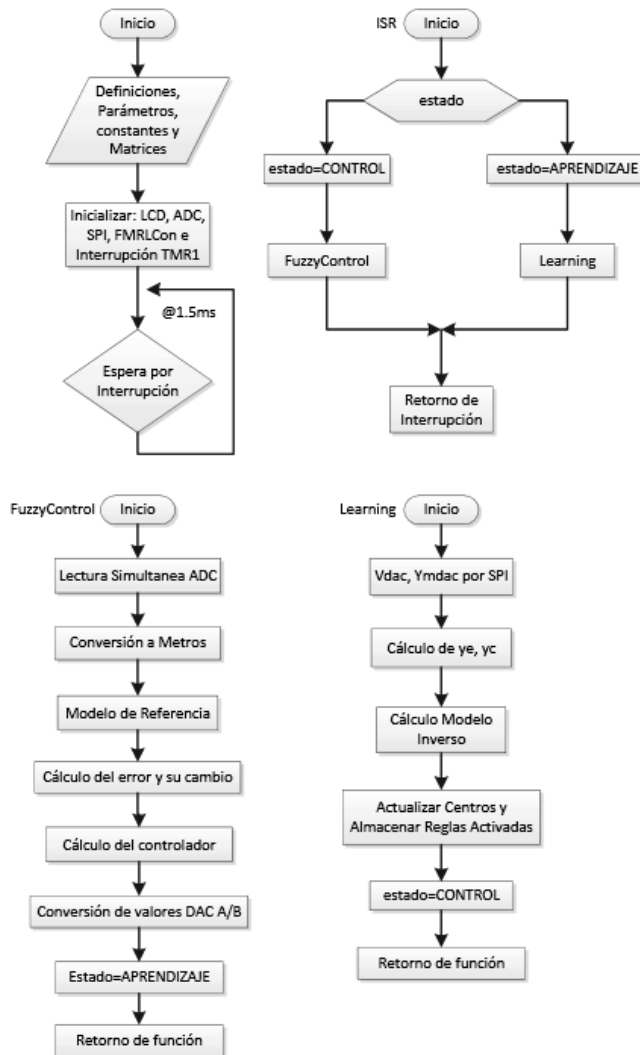 Inicio
Definiciones,
Parámetros,
constantes y
Matrices
Inicializar: LCD, ADC,
SPI, FMRLCon e
Interrupción TMR1
@1.5ms
Espera por
Interrupción
ISR
Inicio
estado
estado=CONTROL
estado=APRENDIZAJE
FuzzyControl
Learning
Retorno de
Interrupción
FuzzyControl
Inicio
Lectura Simultanea ADC
Conversión a Metros
Modelo de Referencia
Cálculo del error y su cambio
Cálculo del controlador
Conversión de valores DAC A/B
Estado=APRENDIZAJE
Retorno de función
Learning
Inicio
Vdac, Ymdac por SPI
Cálculo de ye, yc
Cálculo Modelo
Inverso
Actualizar Centros y
Almacenar Reglas Activadas
estado=CONTROL
Retorno de función